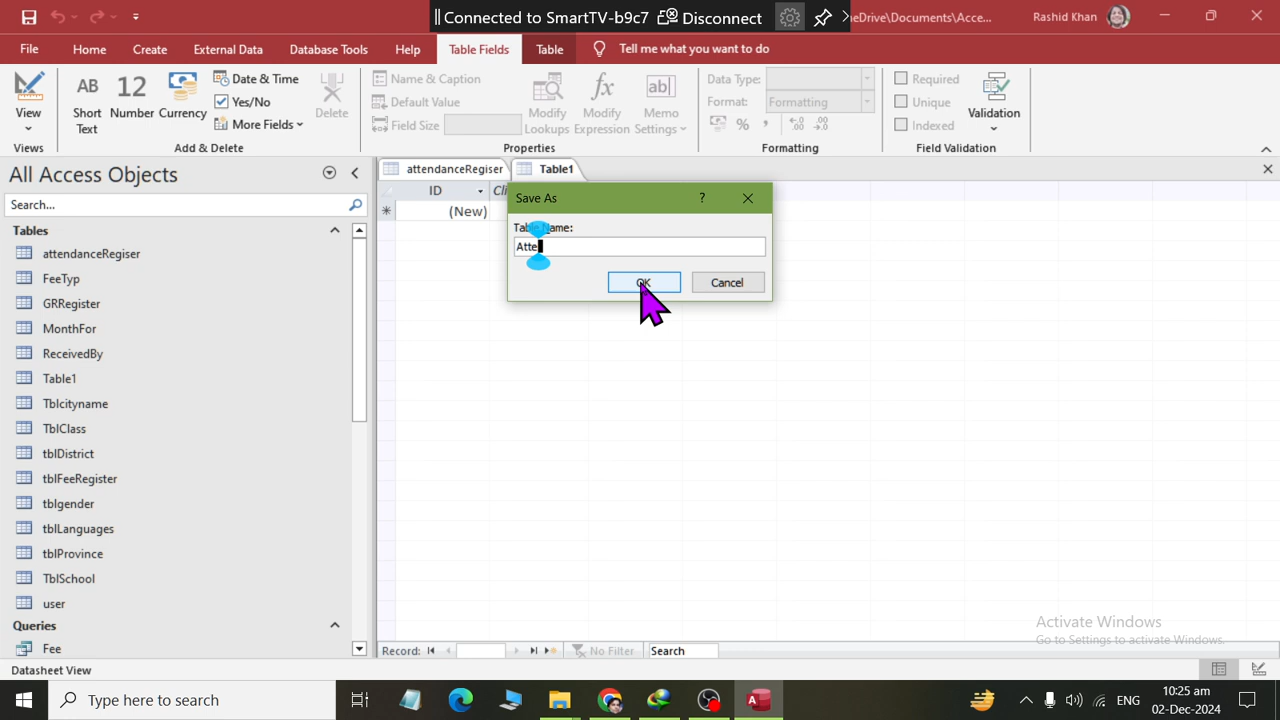 Connected to SmartTV-b9c7 Disconnect
ieDrive\Documents\Acce...
Rashid Khan
File Home Create External Data Database Tools Help Table Fields Table Tell me what you want to do
AB 12 Date & Time Name & Caption fx ab Data Type: Required
View Short Text Number Currency Yes/No Delete Default Value Modify Lookups Modify Expression Memo Settings Format: Formatting Unique Validation
More Fields Field Size % Indexed
Views Add & Delete Properties Formatting Field Validation
All Access Objects
Search...
Tables
attendanceRegiser
FeeTyp
GRRegister
MonthFor
ReceivedBy
Table1
Tblcityname
TblClass
tblDistrict
tblFeeRegister
tblgender
tblLanguages
tblProvince
TblSchool
user
Queries
Fee
attendanceRegiser Table1
ID
(New)
Save As ?
Table Name:
Atte
OK Cancel
Activate Windows
Go to Settings to activate Windows.
Record: No Filter Search
Datasheet View
Type here to search
ENG
10:25 am
02-Dec-2024